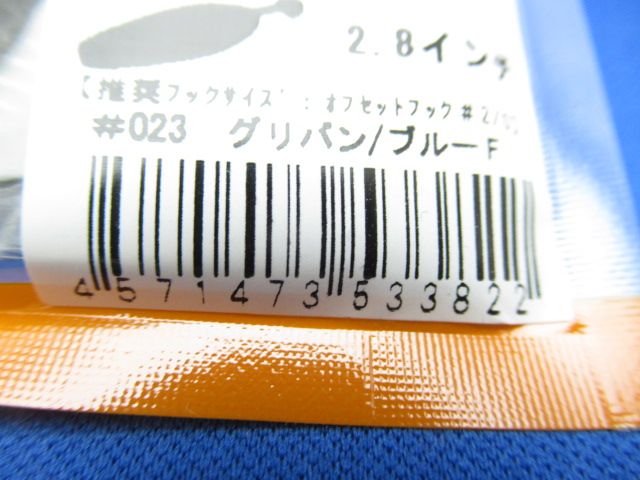 2.8インチ
【推奨フックサイズ】:オフセットフック #2/0
#023 グリパン/ブルーF
4571473533822